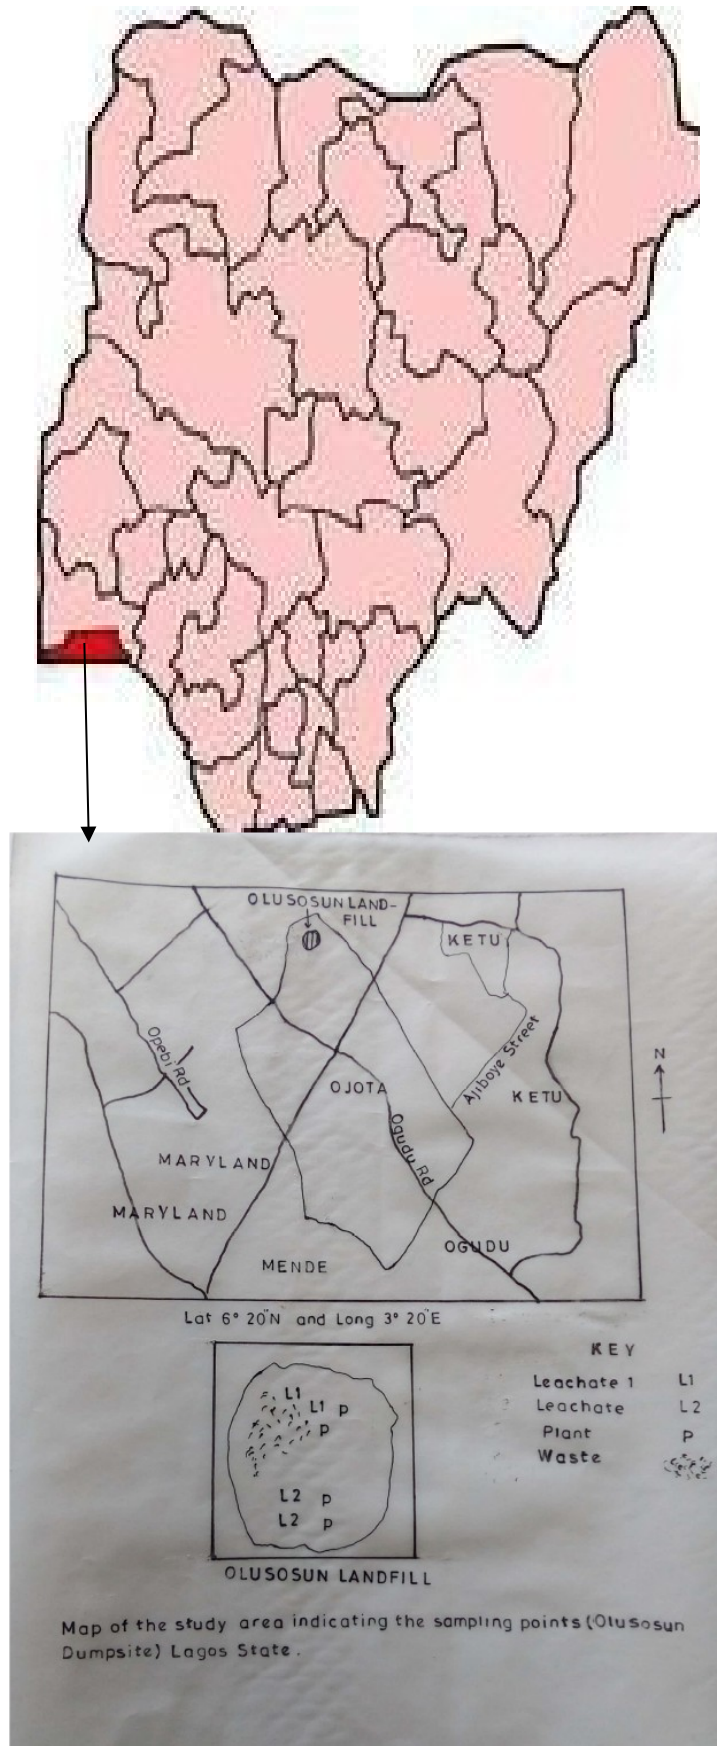 OLUSOSUN LAND-
FILL
KETU
Opebi Rd
Ajiboye Street
N
OJOTA
KETU
Ogudu Rd
MARYLAND
MARYLAND
OGUDU
MENDE
Lat 6° 20"N and Long 3° 20"E
KEY
Leachate 1 L1
Leachate L2
Plant P
Waste
L1
L1 P
P
L2 P
L2 P
OLUSOSUN LANDFILL
Map of the study area indicating the sampling points (Olusosun
Dumpsite) Lagos State.